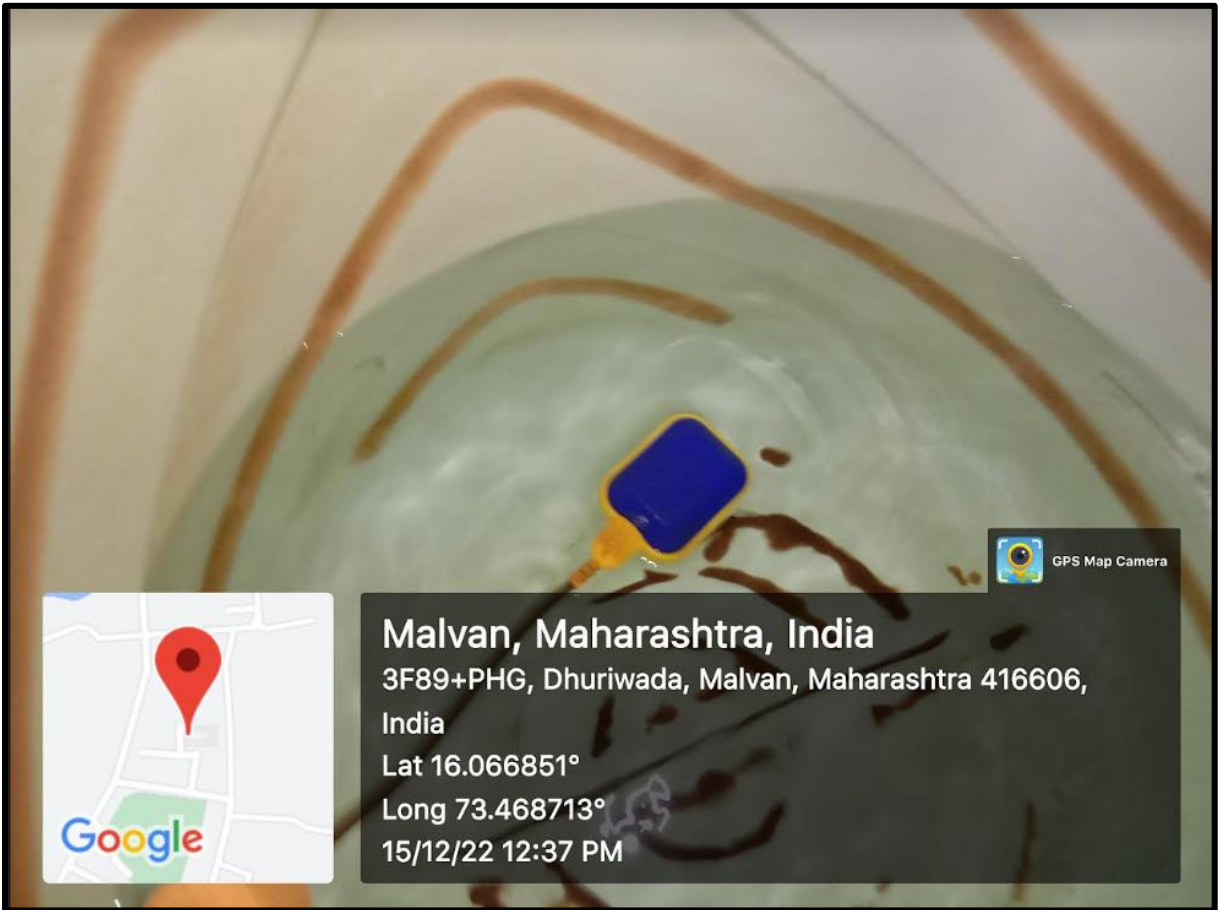 GPS Map Camera
Malvan, Maharashtra, India
3F89+PHG, Dhuriwada, Malvan, Maharashtra 416606,
India
Lat 16.066851°
Long 73.468713°
15/12/22 12:37 PM
Google